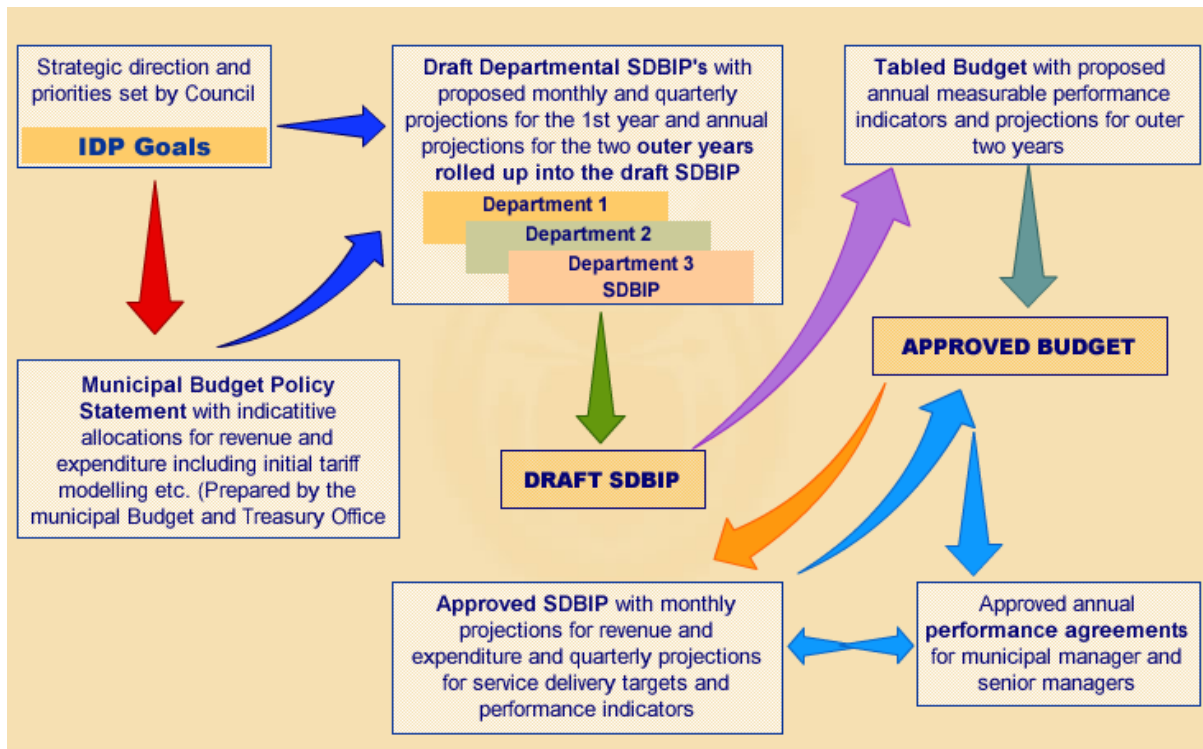 Strategic direction and
priorities set by Council
IDP Goals
Draft Departmental SDBIP's with
proposed monthly and quarterly
projections for the 1st year and annual
projections for the two outer years
rolled up into the draft SDBIP
Department 1
Department 2
Department 3
SDBIP
Tabled Budget with proposed
annual measurable performance
indicators and projections for outer
two years
Municipal Budget Policy
Statement with indicatitive
allocations for revenue and
expenditure including initial tariff
modelling etc. (Prepared by the
municipal Budget and Treasury Office
DRAFT SDBIP
APPROVED BUDGET
Approved SDBIP with monthly
projections for revenue and
expenditure and quarterly projections
for service delivery targets and
performance indicators
Approved annual
performance agreements
for municipal manager and
senior managers